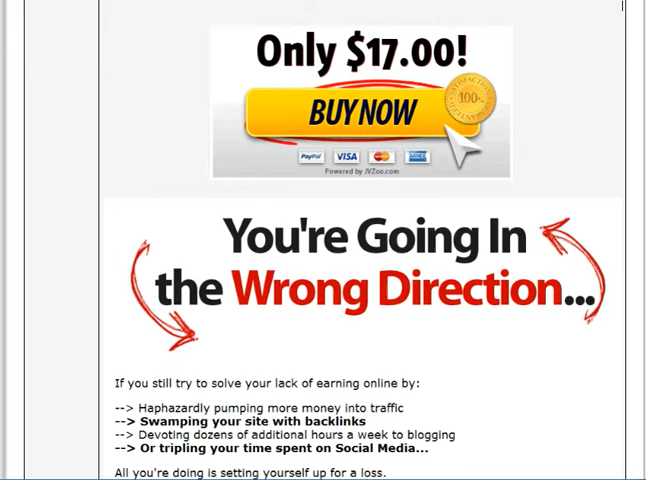 Only $17.00!
BUY NOW
SATISFACTION
100%
PayPal VISA MasterCard
Powered by JVZoo.com
You're Going In
the Wrong Direction...
If you still try to solve your lack of earning online by:
--> Haphazardly pumping more money into traffic
--> Swamping your site with backlinks
--> Devoting dozens of additional hours a week to blogging
--> Or tripling your time spent on Social Media...
All you're doing is setting yourself up for a loss.